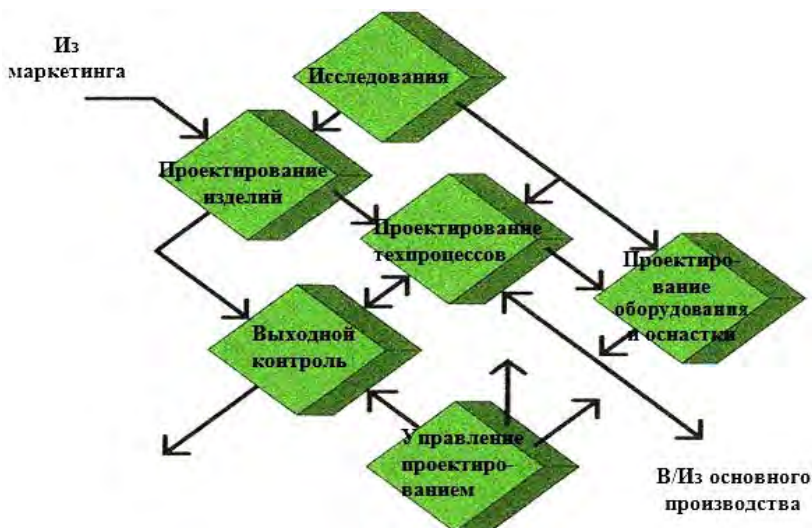 Из
маркетинга
Исследования
Проектирование
изделий
Проектирование
техпроцессов
Проектиро-
вание
оборудования
и оснастки
Выходной
контроль
Управление
проектиро-
ванием
В/Из основного
производства